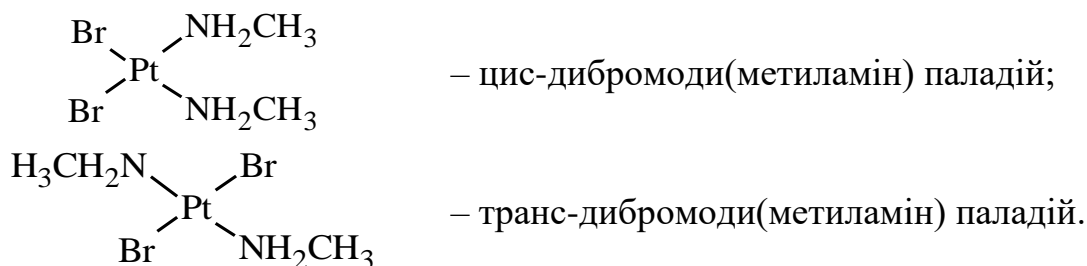 Br NH₂CH₃
Pt – цис-дибромоди(метиламін) паладій;
Br NH₂CH₃
H₃CH₂N Br
Pt – транс-дибромоди(метиламін) паладій.
Br NH₂CH₃